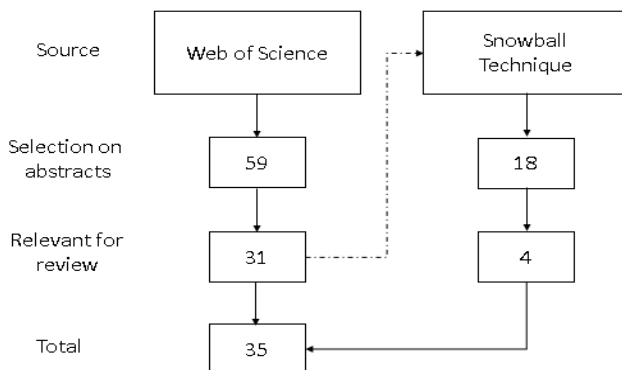 Source
Web of Science
Snowball
Technique
Selection on
abstracts
59
18
Relevant for
review
31
4
Total
35